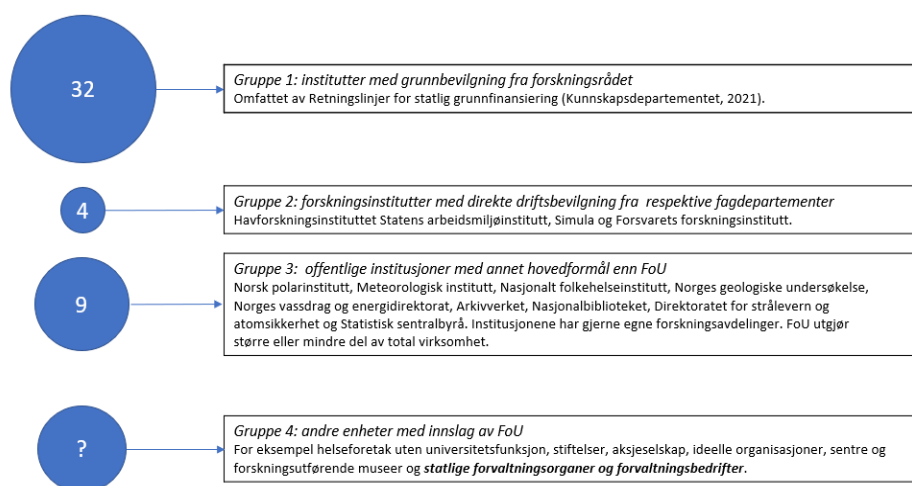 32
Gruppe 1: institutter med grunnbevilgning fra forskningsrådet
Omfattet av Retningslinjer for statlig grunnfinansiering (Kunnskapsdepartementet, 2021).
4
Gruppe 2: forskningsinstitutter med direkte driftsbevilgning fra respektive fagdepartementer
Havforskningsinstituttet Statens arbeidsmiljøinstitutt, Simula og Forsvarets forskningsinstitutt.
9
Gruppe 3: offentlige institusjoner med annet hovedformål enn FoU
Norsk polarinstitutt, Meteorologisk institutt, Nasjonalt folkehelseinstitutt, Norges geologiske undersøkelse,
Norges vassdrag og energidirektorat, Arkivverket, Nasjonalbiblioteket, Direktoratet for strålevern og
atomsikkerhet og Statistisk sentralbyrå. Institusjonene har gjerne egne forskningsavdelinger. FoU utgjør
større eller mindre del av total virksomhet.
?
Gruppe 4: andre enheter med innslag av FoU
For eksempel helseforetak uten universitetsfunksjon, stiftelser, aksjeselskap, ideelle organisasjoner, sentre og
forskningsutførende museer og statlige forvaltningsorganer og forvaltningsbedrifter.